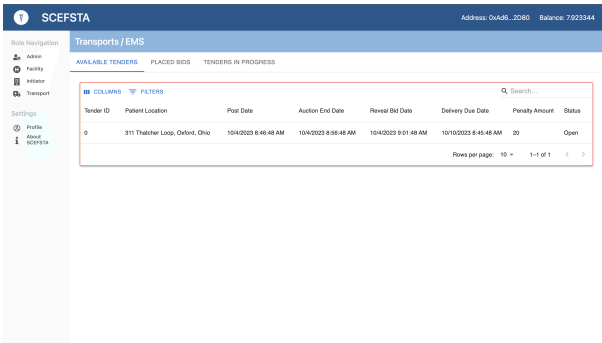 SCEFSTA
Address: 0xAd6...2D80 Balance: 7.923344
Role Navigation
Admin
Facility
Initiator
Transport
Settings
Profile
About
SCEFSTA
Transports / EMS
AVAILABLE TENDERS PLACED BIDS TENDERS IN PROGRESS
COLUMNS FILTERS Search...
Tender ID Patient Location Post Date Auction End Date Reveal Bid Date Delivery Due Date Penalty Amount Status
0 311 Thatcher Loop, Oxford, Ohio 10/4/2023 8:46:48 AM 10/4/2023 8:56:48 AM 10/4/2023 9:01:48 AM 10/10/2023 8:45:48 AM 20 Open
Rows per page: 10 1–1 of 1